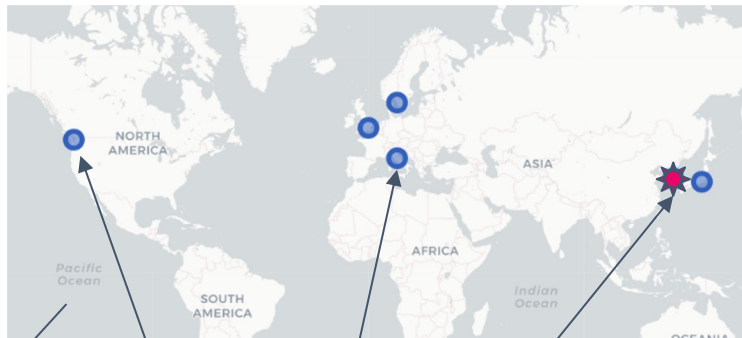 NORTH
AMERICA
ASIA
AFRICA
Pacific
Ocean
Indian
Ocean
SOUTH
AMERICA
OCEANIA